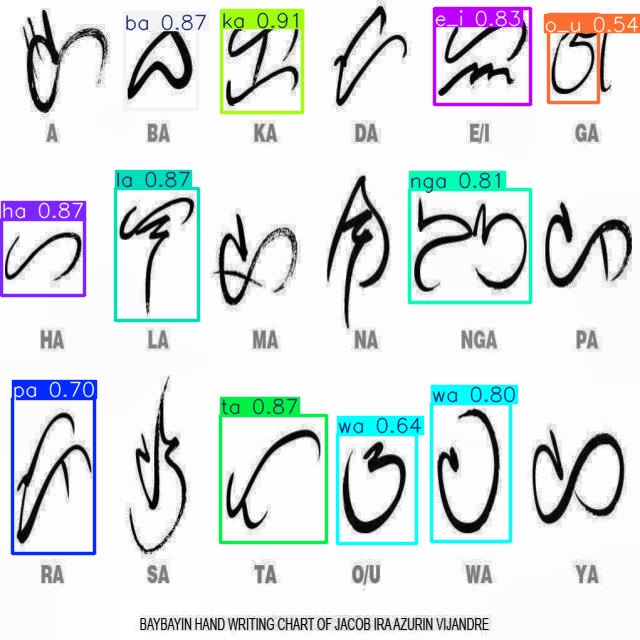 ba 0.87 ka 0.91 e_i 0.83 o_u 0.54
ᜀ ᜊ ᜃ ᜇ ᜁ ᜄ
A BA KA DA E/I GA
ha 0.87 la 0.87 nga 0.81
ᜑ ᜎ ᜋ ᜈ ᜅ ᜉ
HA LA MA NA NGA PA
pa 0.70 ta 0.87 wa 0.64 wa 0.80
ᜍ ᜐ ᜆ ᜂ ᜏ ᜌ
RA SA TA O/U WA YA
BAYBAYIN HAND WRITING CHART OF JACOB IRA AZURIN VIJANDRE